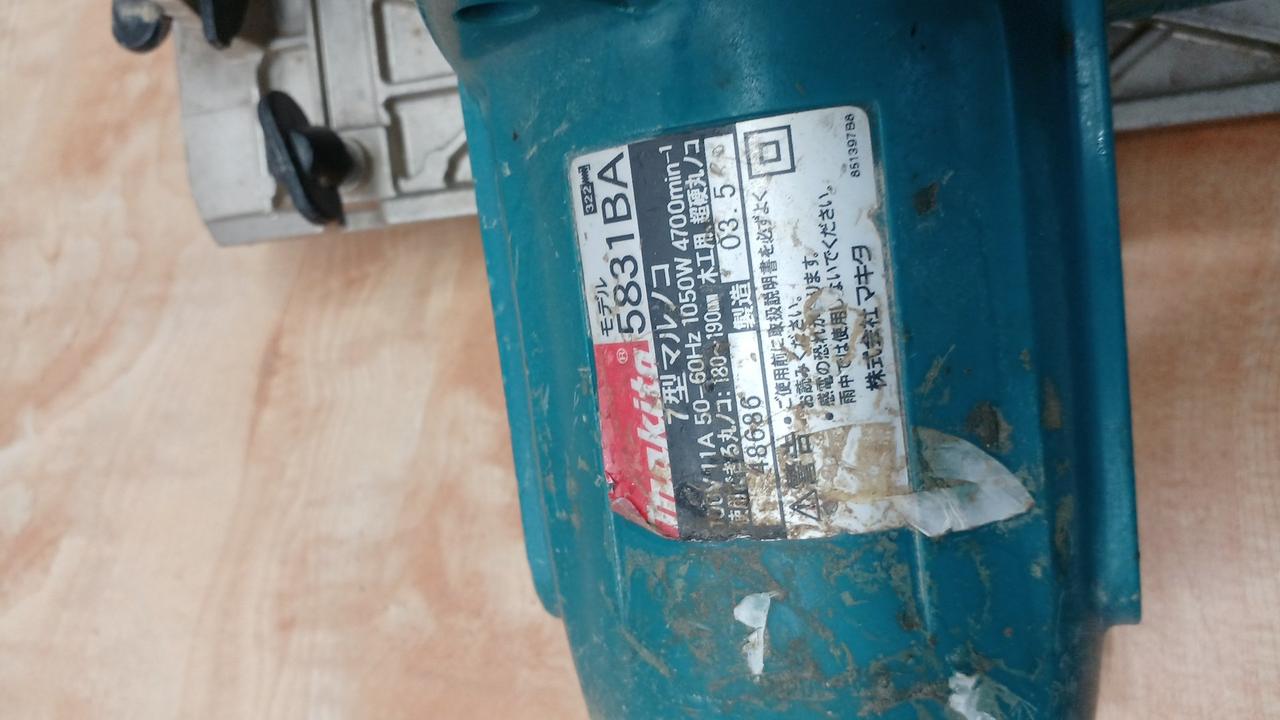 makita®
モデル 322
5831BA
7型マルノコ
11A 50-60Hz 1050W 4700min⁻¹
丸ノコ:180~190mm 木工用 超硬丸ノコ
48686 製造 03.5
⚠警告
・ご使用前に取扱説明書を必ずよく
お読みください。
・感電の恐れが ります。
雨中では使用しないでください。
株式会社マキタ
851397B8